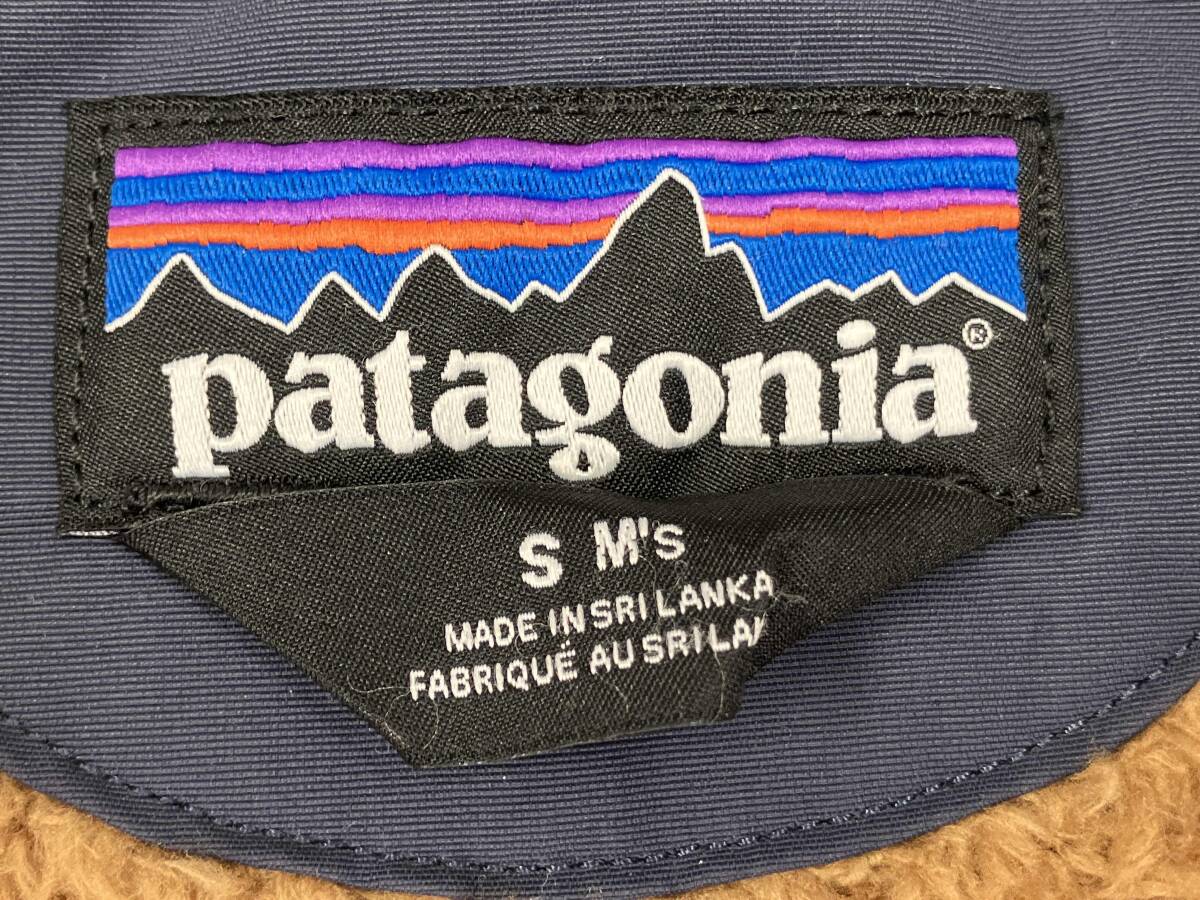 patagonia®
S M'S
MADE IN SRI LANKA
FABRIQUÉ AU SRI